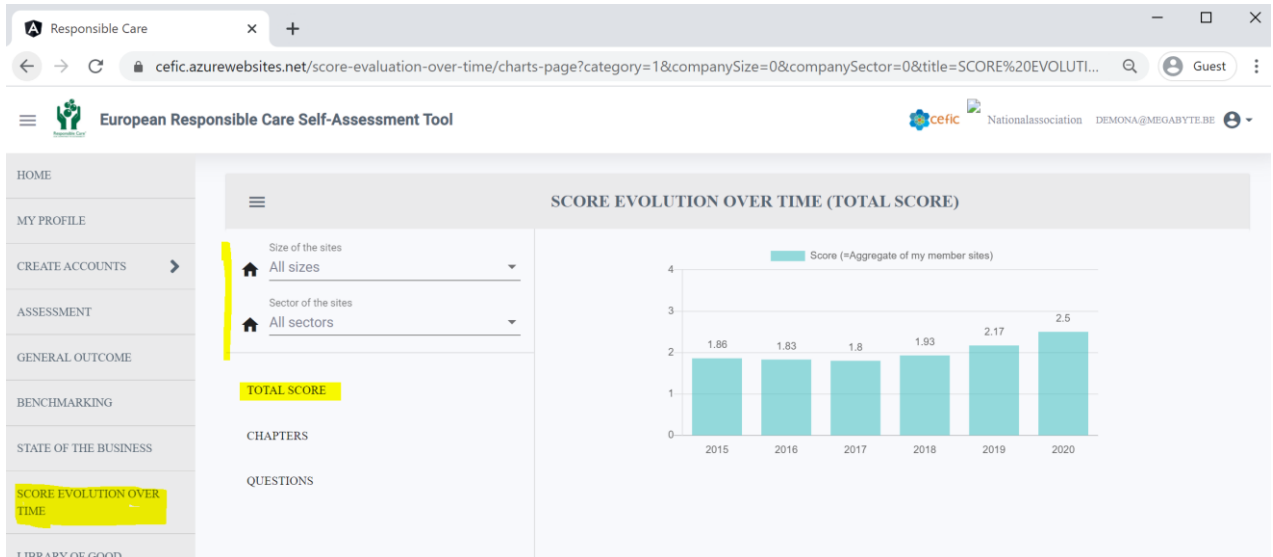 Responsible Care
cefic.azurewebsites.net/score-evaluation-over-time/charts-page?category=1&companySize=0&companySector=0&title=SCORE%20EVOLUTI...
Guest
European Responsible Care Self-Assessment Tool
cefic
Nationalassociation
DEMONA@MEGABYTE.BE
HOME
MY PROFILE
CREATE ACCOUNTS
ASSESSMENT
GENERAL OUTCOME
BENCHMARKING
STATE OF THE BUSINESS
SCORE EVOLUTION OVER
TIME
LIBRARY OF GOOD
SCORE EVOLUTION OVER TIME (TOTAL SCORE)
Size of the sites
All sizes
Sector of the sites
All sectors
TOTAL SCORE
CHAPTERS
QUESTIONS
Score (=Aggregate of my member sites)
4
3
2
1
0
1.86
1.83
1.8
1.93
2.17
2.5
2015
2016
2017
2018
2019
2020